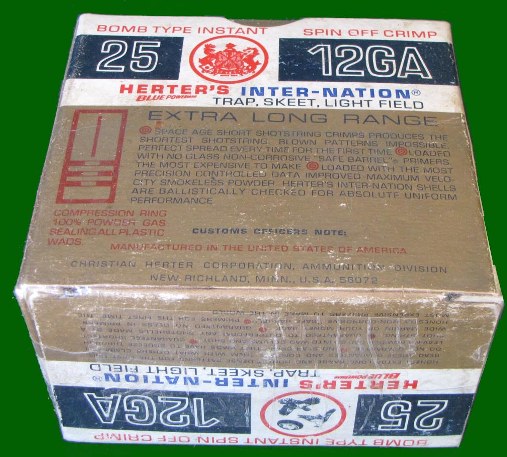 BOMB TYPE INSTANT SPIN OFF CRIMP
25 12GA
HERTER'S INTER-NATION®
BLUE POWDER
TRAP, SKEET, LIGHT FIELD
EXTRA LONG RANGE
SPACE AGE SHORT SHOTSTRING CRIMPS PRODUCES THE
SHORTEST SHOTSTRING. BLOWN PATTERNS IMPOSSIBLE.
PERFECT SPREAD EVERY TIME FOR THE FIRST TIME. LOADED
WITH NO GLASS NON-CORROSIVE "SAFE BARREL" PRIMERS
THE MOST EXPENSIVE TO MAKE. LOADED WITH THE MOST
PRECISION CONTROLLED DATA IMPROVED MAXIMUM VELO-
CITY SMOKELESS POWDER. HERTER'S INTER-NATION SHELLS
ARE BALLISTICALLY CHECKED FOR ABSOLUTE UNIFORM
PERFORMANCE.
COMPRESSION RING
100% POWDER GAS
SEALING ALL PLASTIC
WADS.
CUSTOMS OFFICERS NOTE:
MANUFACTURED IN THE UNITED STATES OF AMERICA
CHRISTIAN HERTER CORPORATION, AMMUNITION DIVISION
NEW RICHLAND, MINN., U.S.A. 56072
TRAP, SKEET, LIGHT FIELD
BLUE POWDER
HERTER'S INTER-NATION®
25 12GA
BOMB TYPE INSTANT SPIN OFF CRIMP